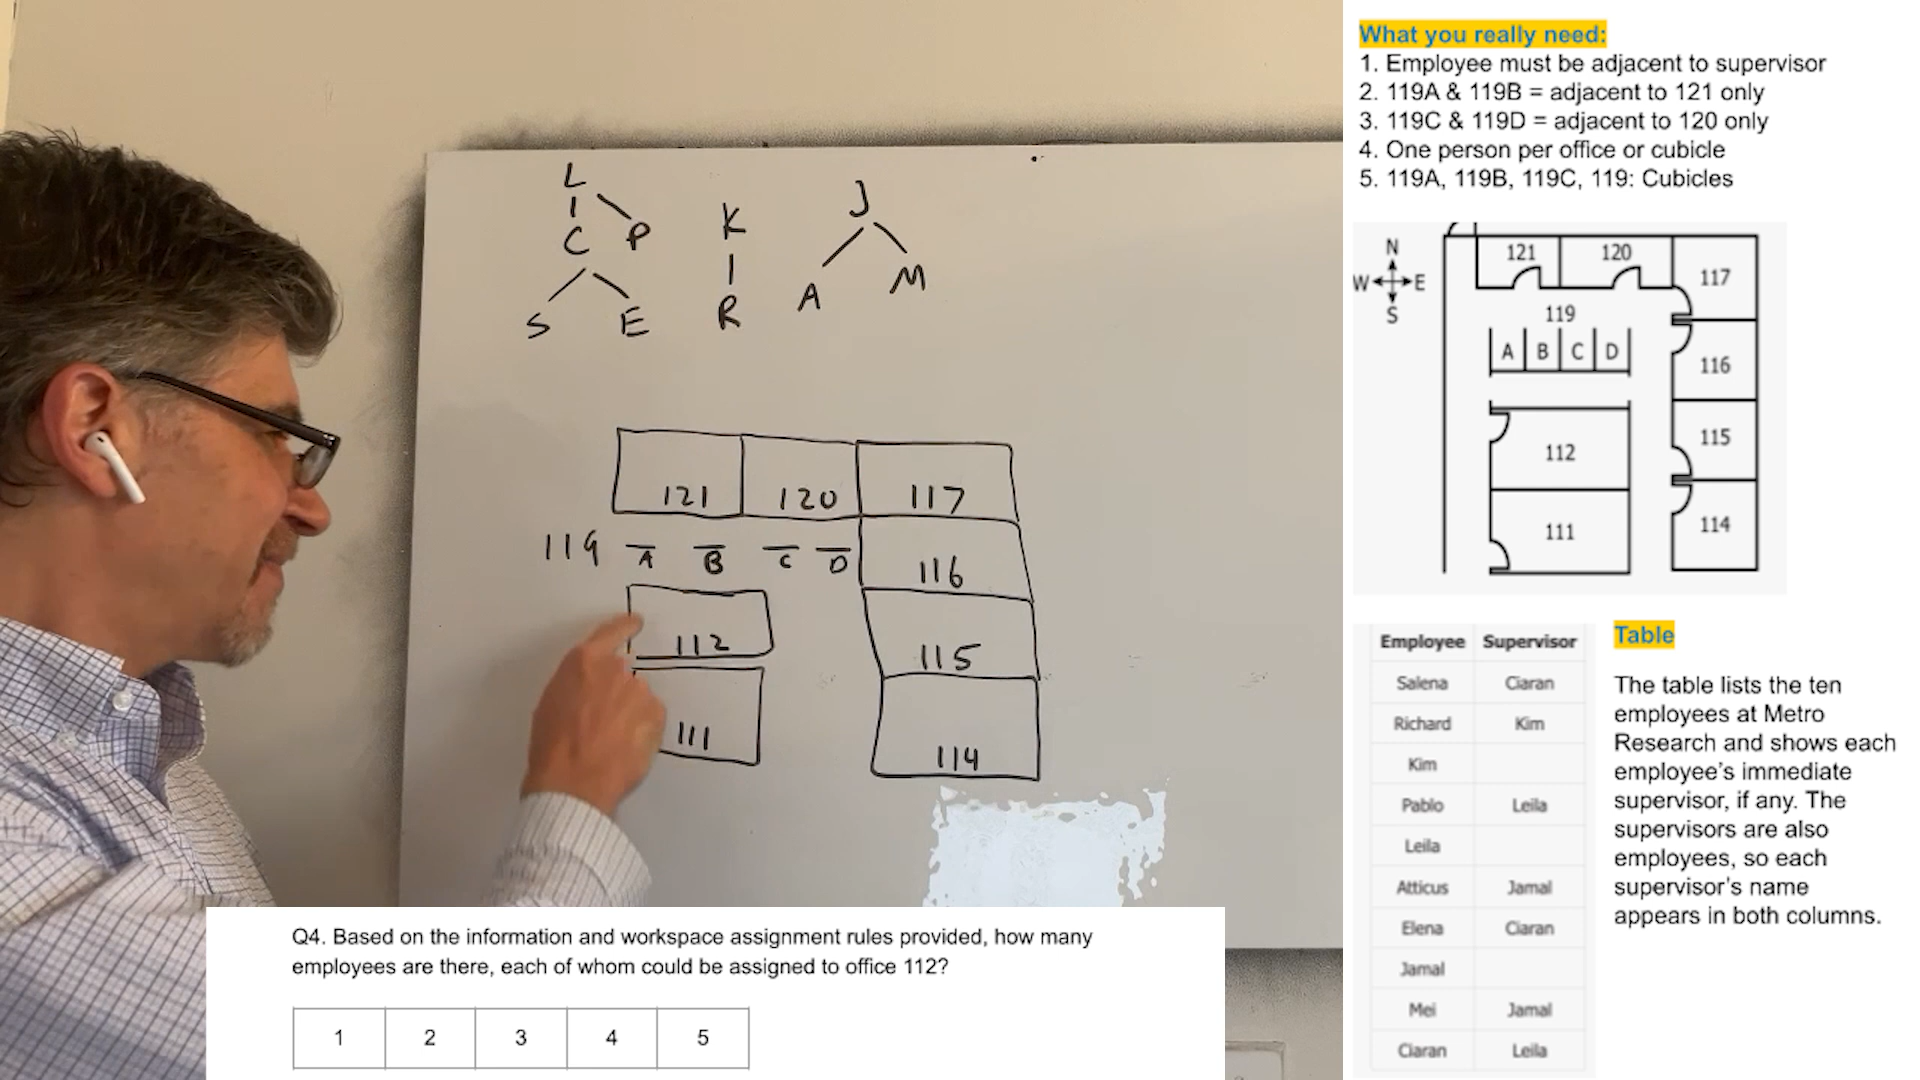 L
C P
S E
K
R
J
A M
121 120 117
119 A B C D 116
112 115
111 114
Q4. Based on the information and workspace assignment rules provided, how many
employees are there, each of whom could be assigned to office 112?
1 2 3 4 5
What you really need:
1. Employee must be adjacent to supervisor
2. 119A & 119B = adjacent to 121 only
3. 119C & 119D = adjacent to 120 only
4. One person per office or cubicle
5. 119A, 119B, 119C, 119: Cubicles
N
W E
S
121 120 117
119
A B C D 116
112 115
111 114
Employee Supervisor
Salena Ciaran
Richard Kim
Kim
Pablo Leila
Leila
Atticus Jamal
Elena Ciaran
Jamal
Mei Jamal
Ciaran Leila
Table
The table lists the ten
employees at Metro
Research and shows each
employee's immediate
supervisor, if any. The
supervisors are also
employees, so each
supervisor's name
appears in both columns.